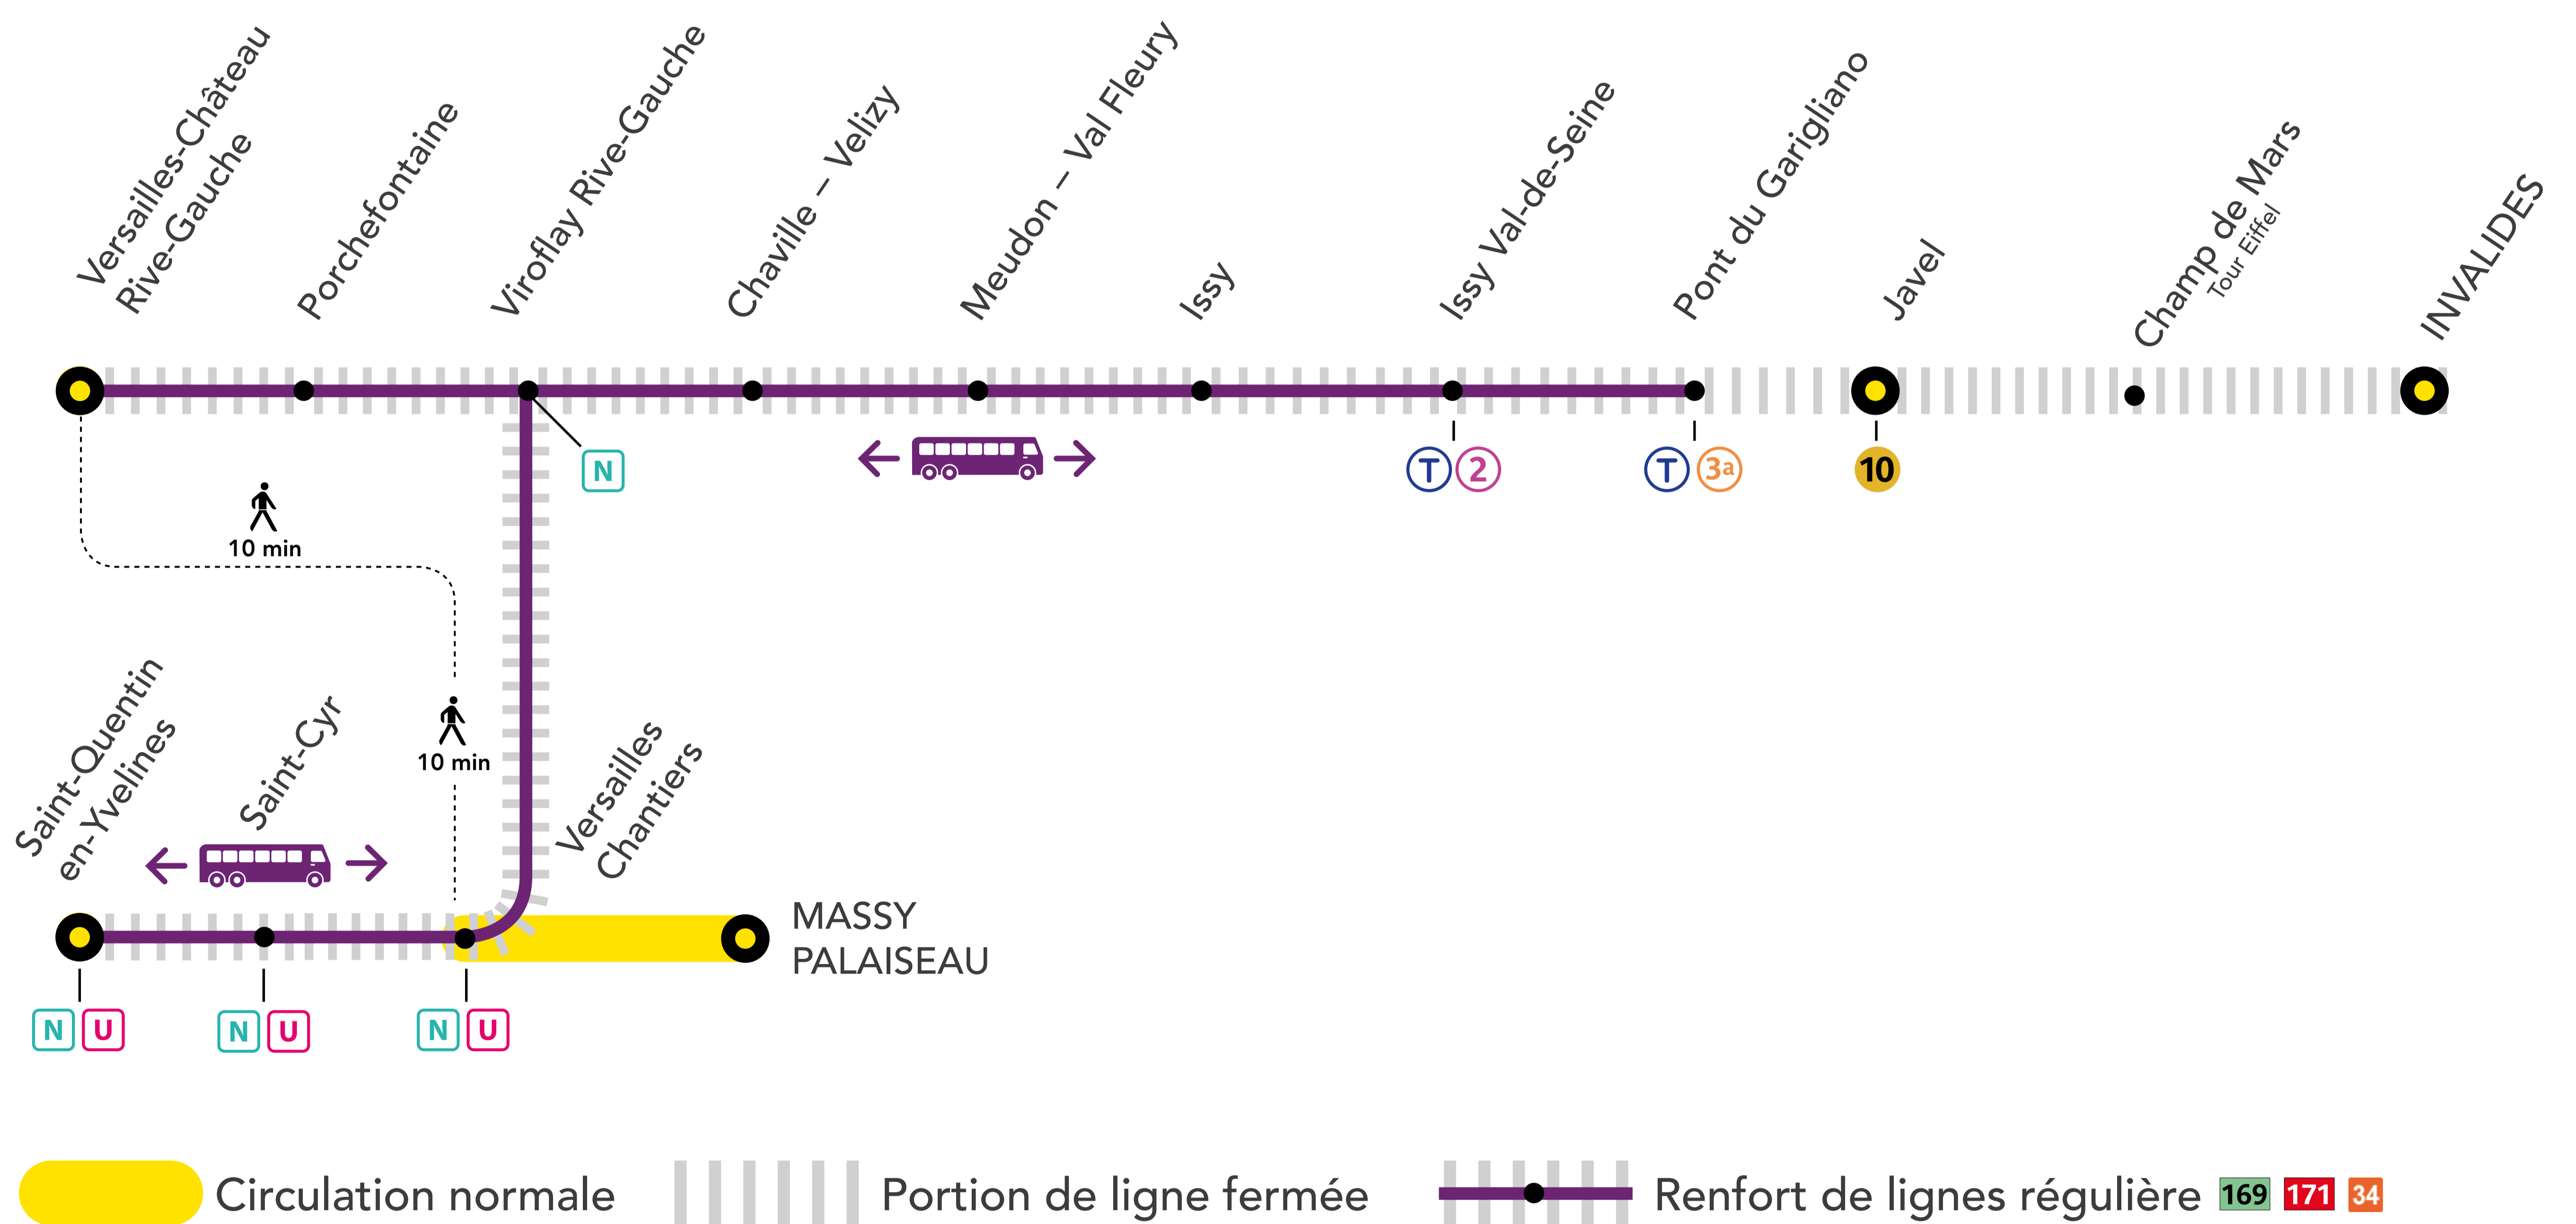 Versailles-Château
Rive-Gauche
Porchefontaine
Viroflay Rive-Gauche
Chaville – Velizy
Meudon – Val Fleury
Issy
Issy Val-de-Seine
Pont du Garigliano
Javel
Champ de Mars
Tour Eiffel
INVALIDES
N
T 2
T 3a
10
10 min
10 min
Saint-Quentin
en-Yvelines
Saint-Cyr
Versailles
Chantiers
MASSY
PALAISEAU
N U
N U
N U
Circulation normale
Portion de ligne fermée
Renfort de lignes régulière 169 171 34